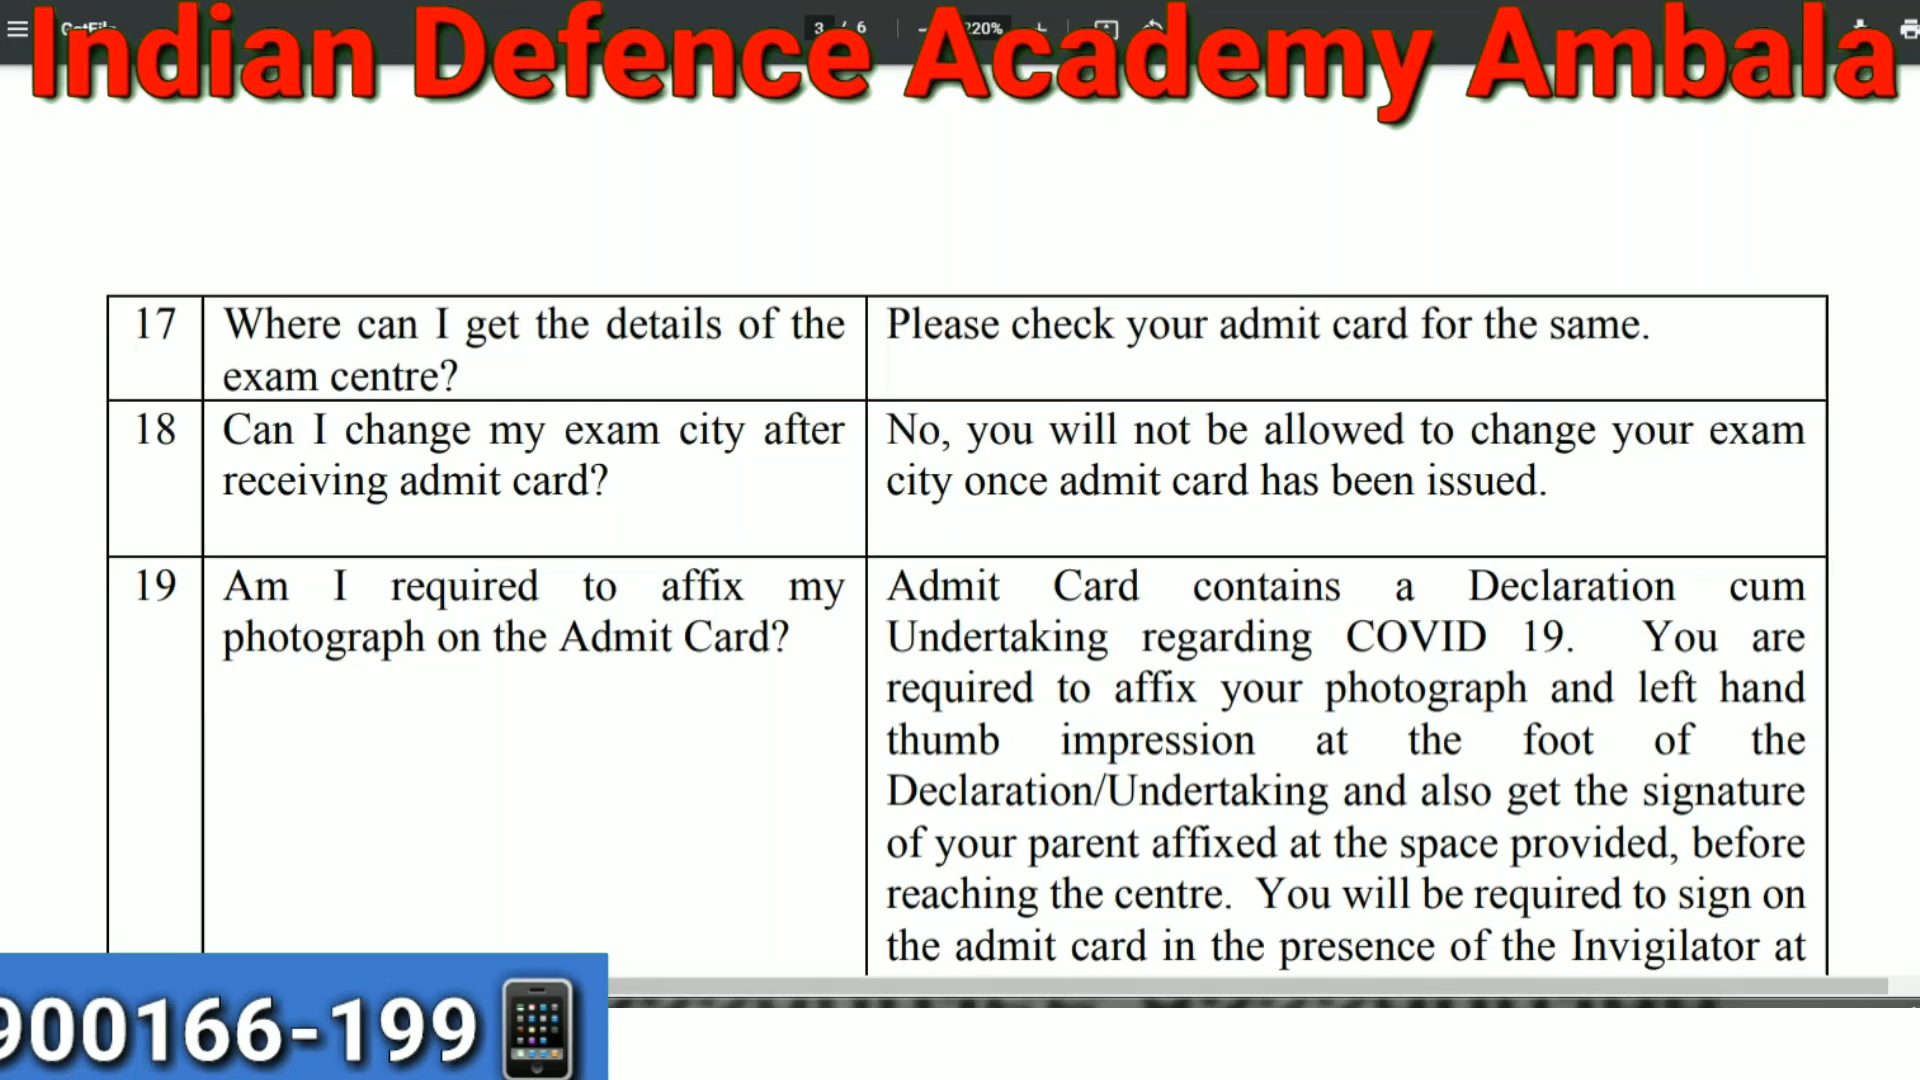 3 / 6
220%
Indian Defence Academy Ambala
17 Where can I get the details of the Please check your admit card for the same.
exam centre?
18 Can I change my exam city after No, you will not be allowed to change your exam
receiving admit card? city once admit card has been issued.
19 Am I required to affix my Admit Card contains a Declaration cum
photograph on the Admit Card? Undertaking regarding COVID 19. You are
required to affix your photograph and left hand
thumb impression at the foot of the
Declaration/Undertaking and also get the signature
of your parent affixed at the space provided, before
reaching the centre. You will be required to sign on
the admit card in the presence of the Invigilator at
900166-199